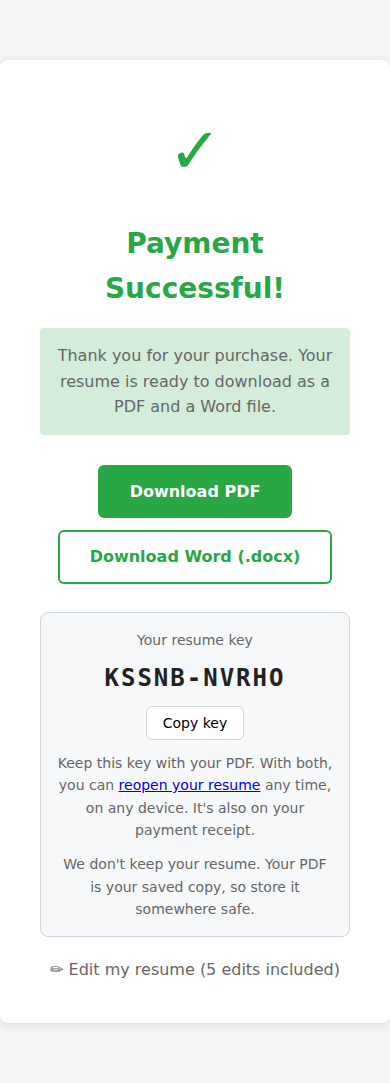 ✓
Payment
Successful!
Thank you for your purchase. Your
resume is ready to download as a
PDF and a Word file.
Download PDF
Download Word (.docx)
Your resume key
KSSNB-NVRHO
Copy key
Keep this key with your PDF. With both,
you can reopen your resume any time,
on any device. It's also on your
payment receipt.
We don't keep your resume. Your PDF
is your saved copy, so store it
somewhere safe.
✏ Edit my resume (5 edits included)